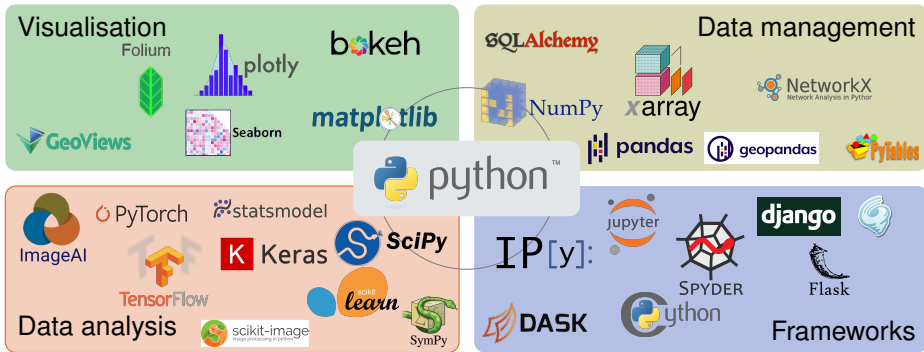 Visualisation
Folium
plotly
bokeh
GeoViews
Seaborn
matplotlib
Data management
SQLAlchemy
NumPy
xarray
NetworkX
Network Analysis in Python
pandas
geopandas
PyTables
python™
ImageAI
PyTorch
statsmodel
TensorFlow
Keras
SciPy
scikit
learn
scikit-image
image processing in python
SymPy
Data analysis
IP[y]:
jupyter
SPYDER
django
Flask
DASK
Cython
Frameworks